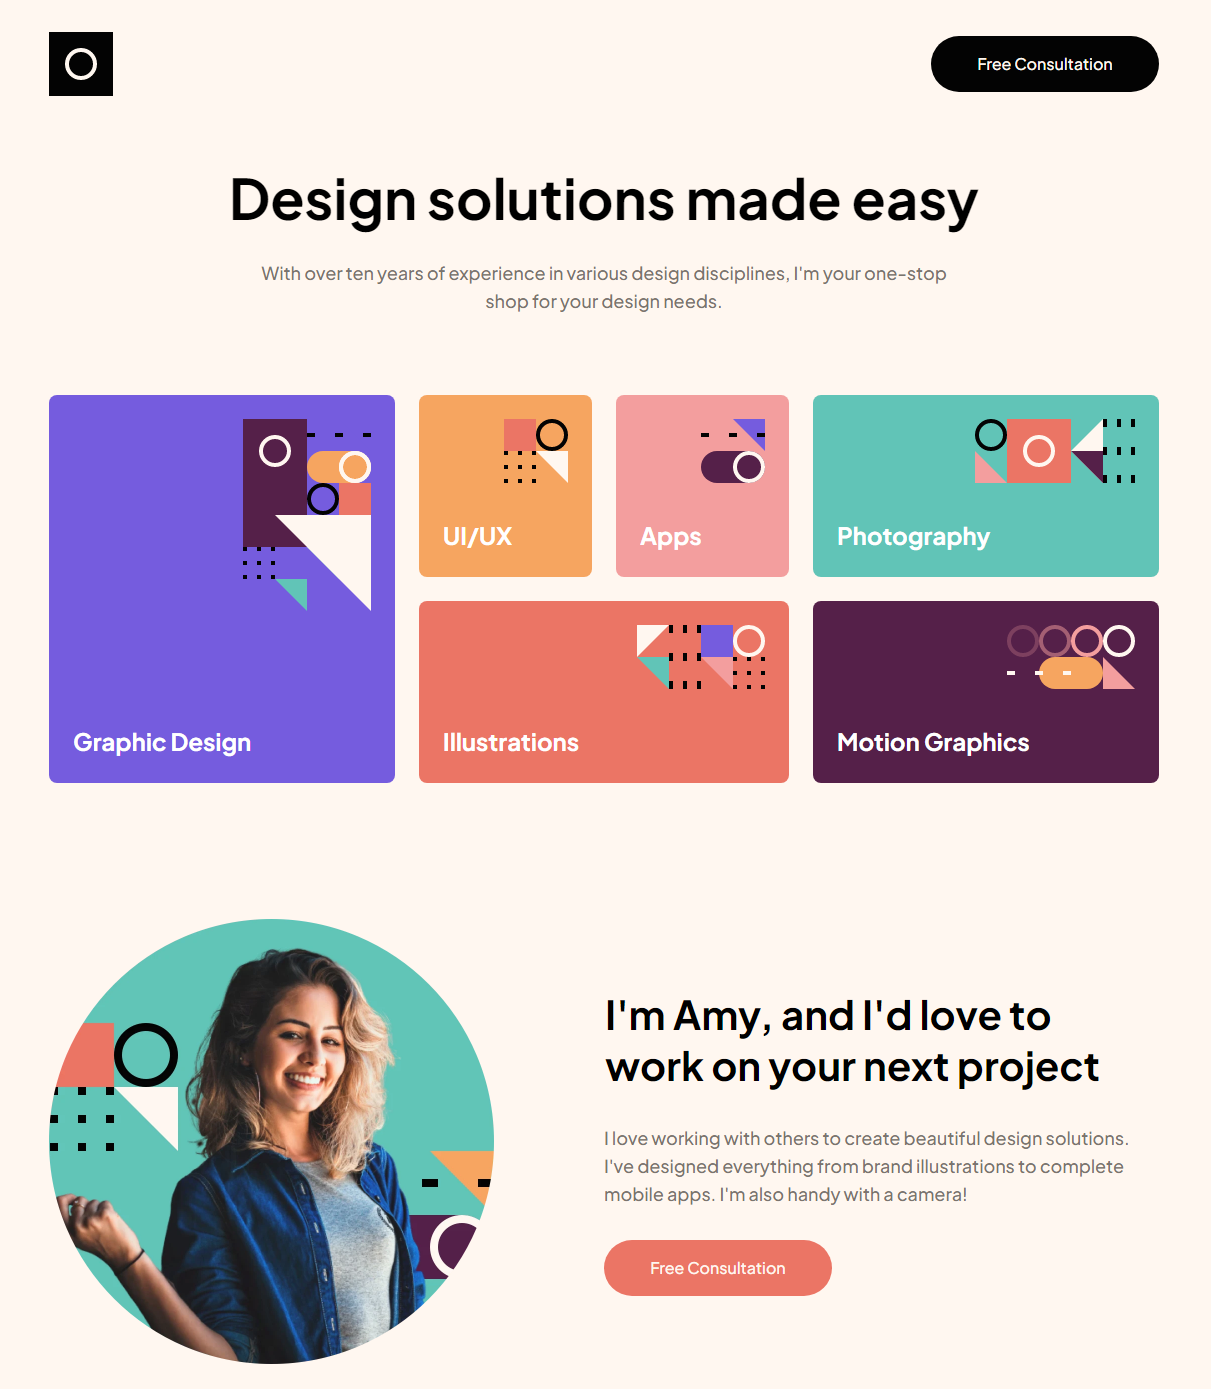 Free Consultation
Design solutions made easy
With over ten years of experience in various design disciplines, I'm your one-stop
shop for your design needs.
UI/UX
Apps
Photography
Graphic Design
Illustrations
Motion Graphics
I'm Amy, and I'd love to
work on your next project
I love working with others to create beautiful design solutions.
I've designed everything from brand illustrations to complete
mobile apps. I'm also handy with a camera!
Free Consultation